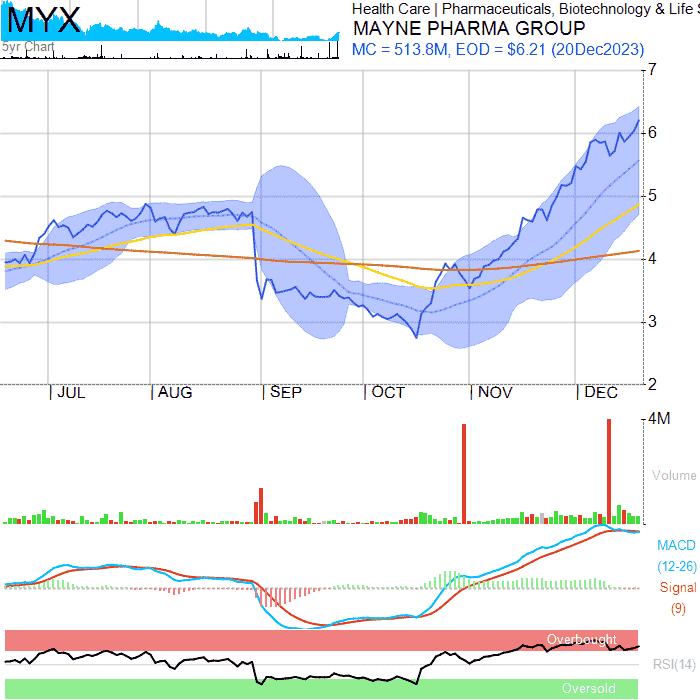 MYX
Health Care | Pharmaceuticals, Biotechnology & Life S
MAYNE PHARMA GROUP
5yr Chart
MC = 513.8M, EOD = $6.21 (20Dec2023)
7
6
5
4
3
2
| JUL | AUG | SEP | OCT | NOV | DEC
4M
Volume
MACD
(12-26)
Signal
(9)
Overbought
RSI(14)
Oversold